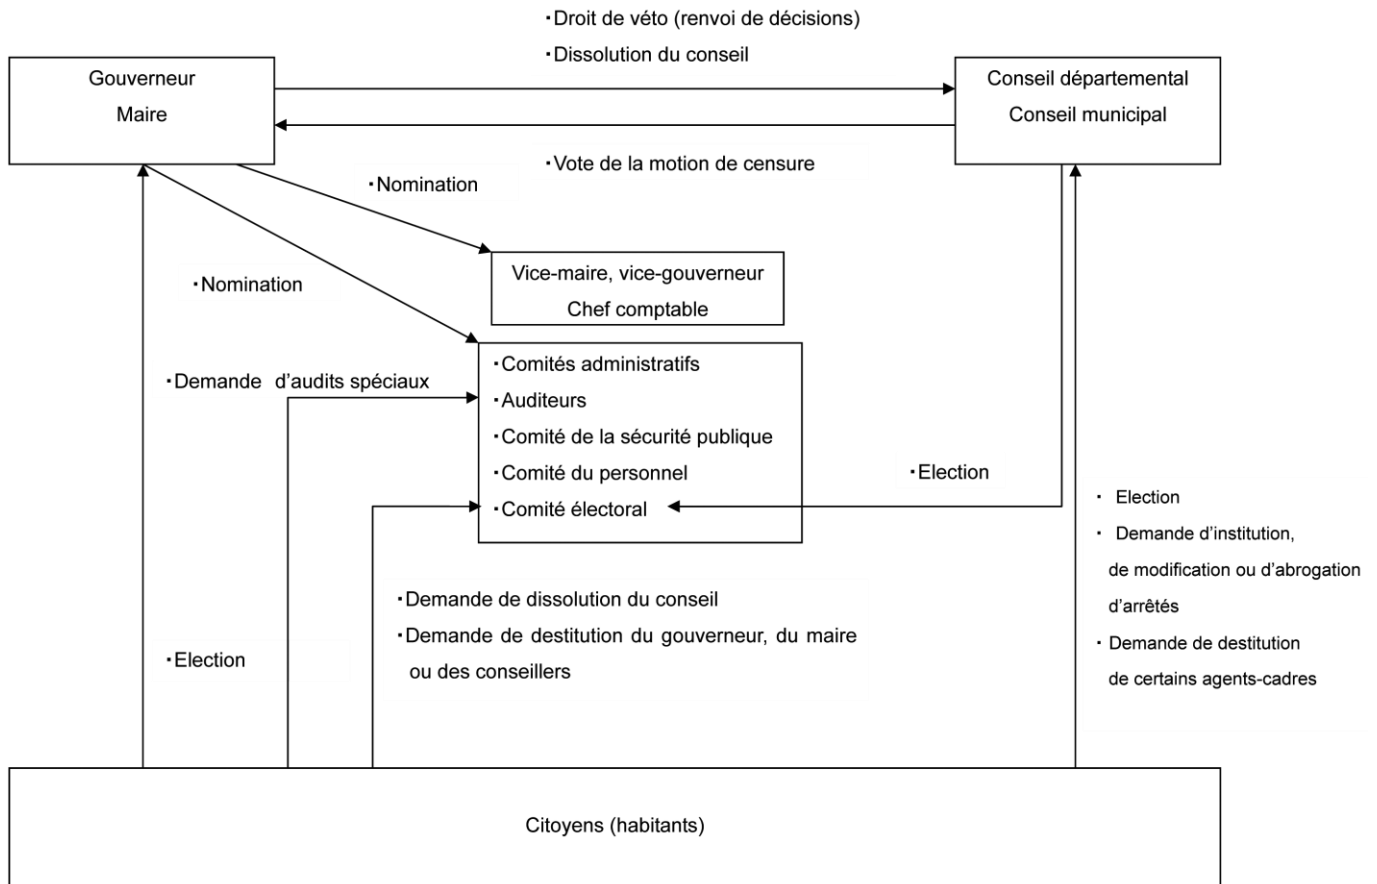 ・Droit de véto (renvoi de décisions)
・Dissolution du conseil
Gouverneur
Maire
Conseil départemental
Conseil municipal
・Vote de la motion de censure
・Nomination
Vice-maire, vice-gouverneur
Chef comptable
・Nomination
・Comités administratifs
・Demande d’audits spéciaux
・Auditeurs
・Comité de la sécurité publique
・Comité du personnel
・Comité électoral
・Election
・ Election
・ Demande d’institution,
de modification ou d’abrogation
d’arrêtés
・ Demande de destitution
de certains agents-cadres
・Demande de dissolution du conseil
・Demande de destitution du gouverneur, du maire
ou des conseillers
・Election
Citoyens (habitants)